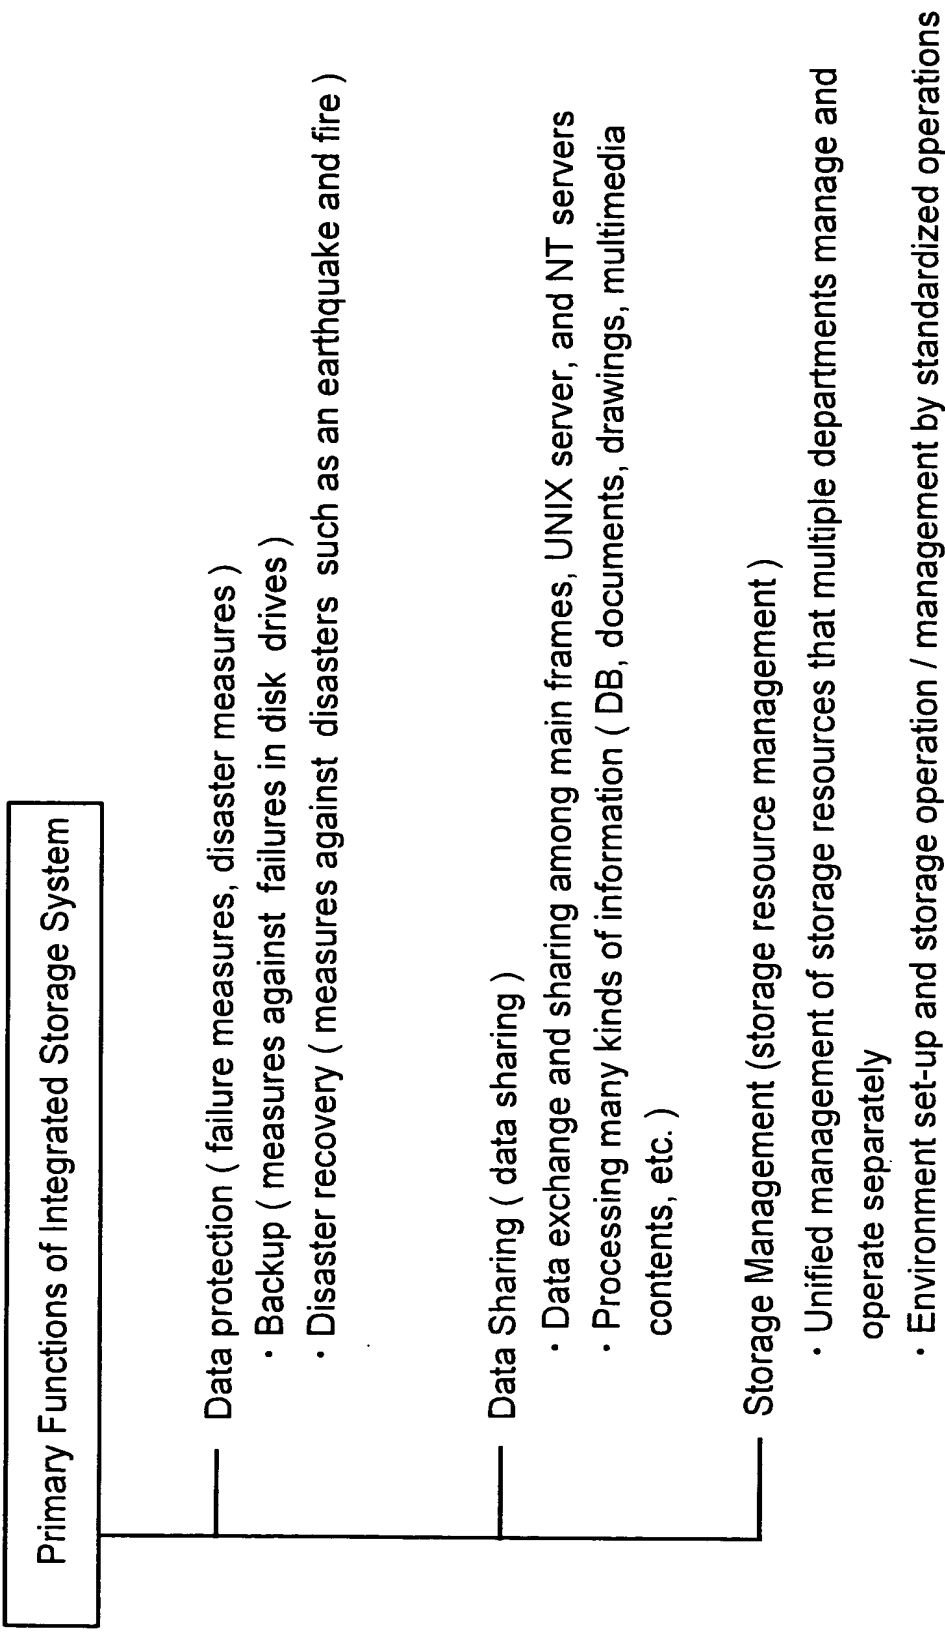 Primary Functions of Integrated Storage System
Data protection ( failure measures, disaster measures )
・Backup ( measures against failures in disk drives )
・Disaster recovery ( measures against disasters such as an earthquake and fire )
Data Sharing ( data sharing )
・Data exchange and sharing among main frames, UNIX server, and NT servers
・Processing many kinds of information ( DB, documents, drawings, multimedia
contents, etc. )
Storage Management (storage resource management )
・Unified management of storage resources that multiple departments manage and
operate separately
・Environment set-up and storage operation / management by standardized operations